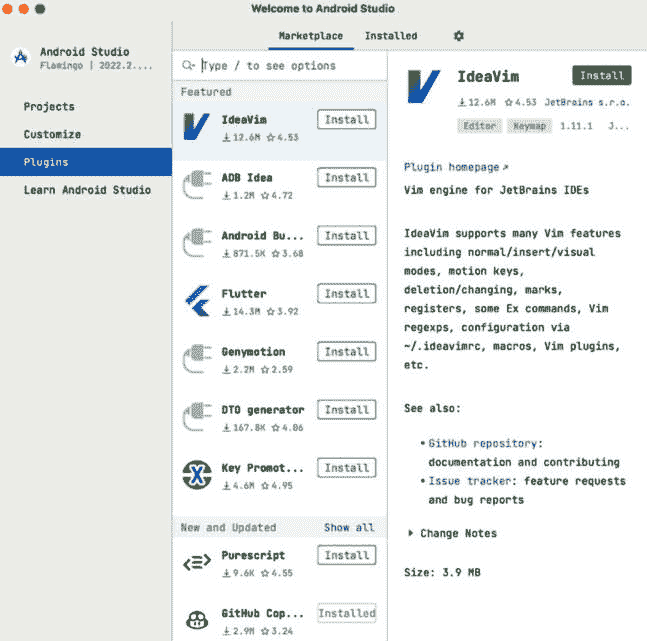 Welcome to Android Studio
Android Studio
Flamingo | 2022.2....
Projects
Customize
Plugins
Learn Android Studio
Marketplace Installed
Type / to see options
Featured
IdeaVim
12.6M 4.53
Install
ADB Idea
1.2M 4.72
Install
Android Bu...
871.5K 3.68
Install
Flutter
14.3M 3.92
Install
Genymotion
2.2M 2.59
Install
DTO generator
167.8K 4.06
Install
Key Promot...
4.6M 4.95
Install
New and Updated Show all
Purescript
9.6K 4.55
Install
GitHub Cop...
2.9M 3.24
Installed
IdeaVim
Install
12.6M 4.53 JetBrains s.r.o.
Editor Keymap 1.11.1 J...
Plugin homepage ↗
Vim engine for JetBrains IDEs
IdeaVim supports many Vim features
including normal/insert/visual
modes, motion keys,
deletion/changing, marks,
registers, some Ex commands, Vim
regexps, configuration via
~/.ideavimrc, macros, Vim plugins,
etc.
See also:
• GitHub repository:
documentation and contributing
• Issue tracker: feature requests
and bug reports
Change Notes
Size: 3.9 MB